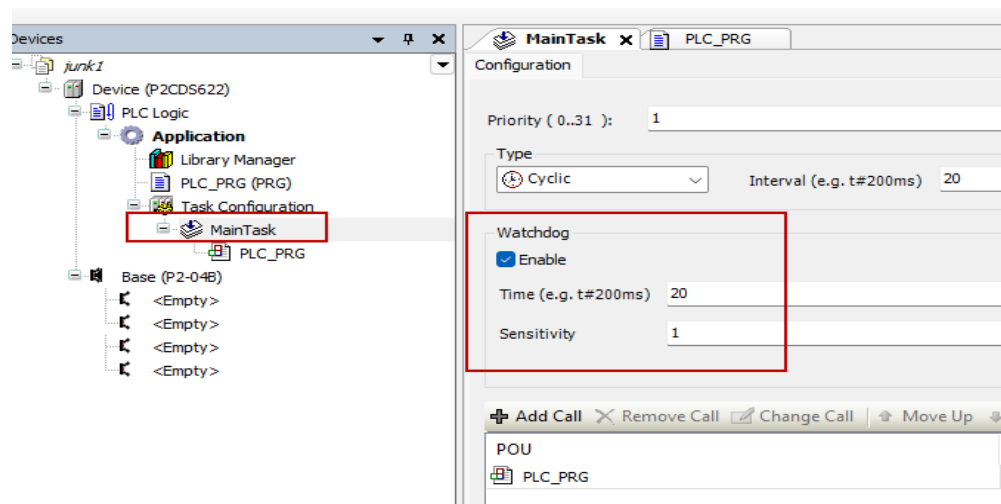 Devices
junk1
Device (P2CDS622)
PLC Logic
Application
Library Manager
PLC_PRG (PRG)
Task Configuration
MainTask
PLC_PRG
Base (P2-04B)
<Empty>
<Empty>
<Empty>
<Empty>
MainTask PLC_PRG
Configuration
Priority ( 0..31 ): 1
Type
Cyclic Interval (e.g. t#200ms) 20
Watchdog
Enable
Time (e.g. t#200ms) 20
Sensitivity 1
Add Call Remove Call Change Call Move Up
POU
PLC_PRG